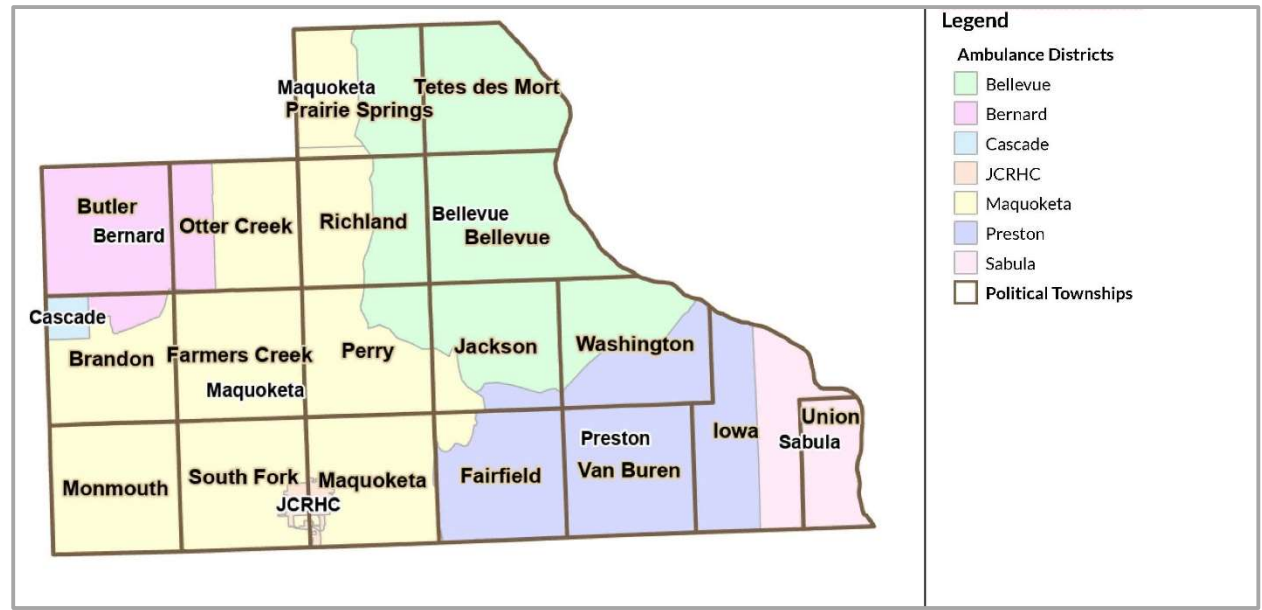 Maquoketa
Prairie Springs
Tetes des Mort
Butler
Bernard
Otter Creek
Richland
Bellevue
Bellevue
Cascade
Brandon
Farmers Creek
Maquoketa
Perry
Jackson
Washington
Monmouth
South Fork
JCRHC
Maquoketa
Fairfield
Preston
Van Buren
Iowa
Union
Sabula
Legend
Ambulance Districts
Bellevue
Bernard
Cascade
JCRHC
Maquoketa
Preston
Sabula
Political Townships